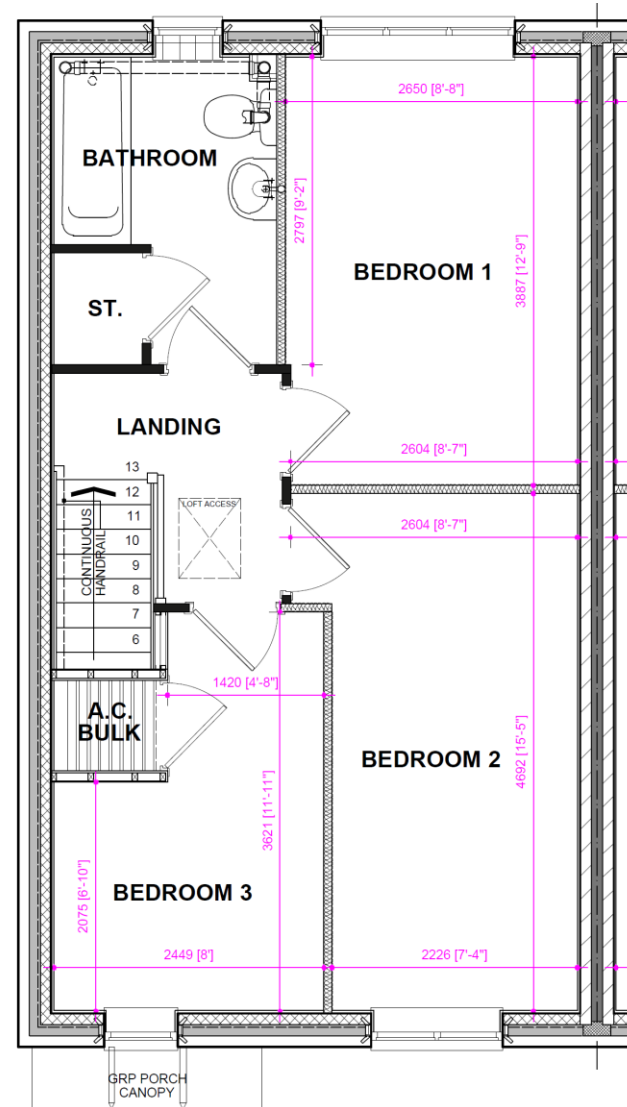 2650 [8'-8"]
BATHROOM
2797 [9'-2"]
3887 [12'-9"]
BEDROOM 1
ST.
LANDING
2604 [8'-7"]
13
12
11
10
9
8
7
6
CONTINUOUS
HANDRAIL
LOFT ACCESS
2604 [8'-7"]
1420 [4'-8"]
A.C.
BULK
BEDROOM 2
4692 [15'-5"]
3621 [11'-11"]
2075 [6'-10"]
BEDROOM 3
2449 [8']
2226 [7'-4"]
GRP PORCH
CANOPY